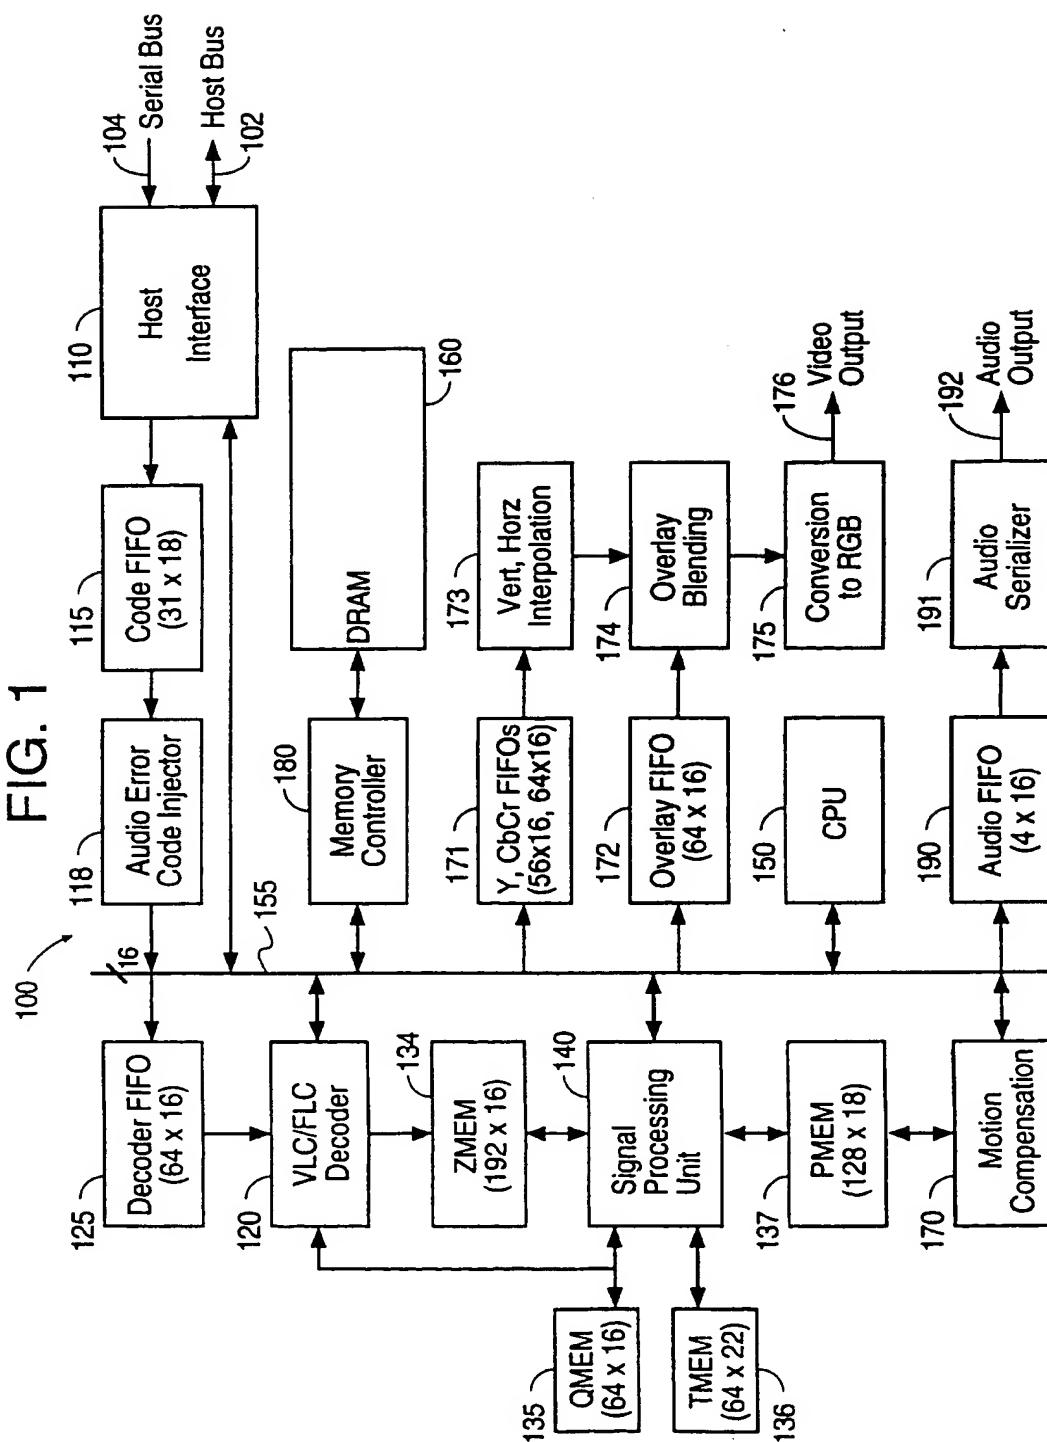 FIG. 1
100
16
155
104
Serial Bus
Host Bus
102
110
Host
Interface
115
Code FIFO
(31 x 18)
118
Audio Error
Code Injector
125
Decoder FIFO
(64 x 16)
120
VLC/FLC
Decoder
180
Memory
Controller
DRAM
160
134
ZMEM
(192 x 16)
171
Y, CbCr FIFOs
(56x16, 64x16)
173
Vert, Horz
Interpolation
135
QMEM
(64 x 16)
140
Signal
Processing
Unit
172
Overlay FIFO
(64 x 16)
174
Overlay
Blending
TMEM
(64 x 22)
136
137
PMEM
(128 x 18)
150
CPU
175
Conversion
to RGB
176
Video
Output
170
Motion
Compensation
190
Audio FIFO
(4 x 16)
191
Audio
Serializer
192
Audio
Output